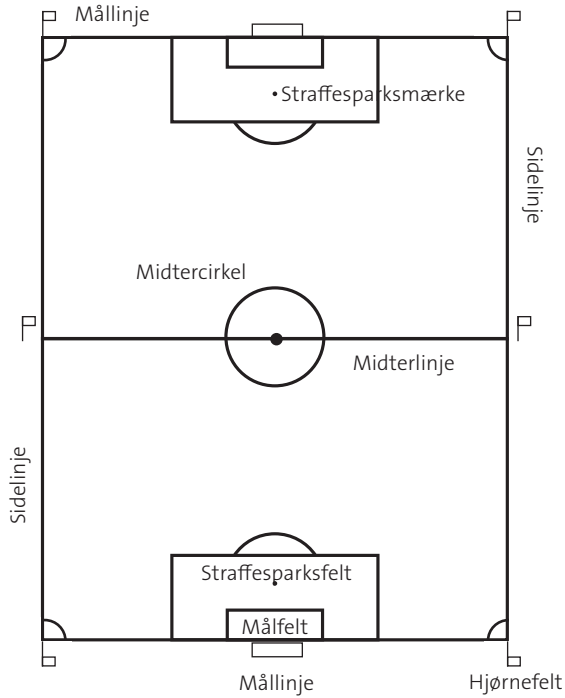 Mållinje
Straffesparksmærke
Sidelinje
Midtercirkel
Midterlinje
Sidelinje
Straffesparksfelt
Målfelt
Mållinje
Hjørnefelt